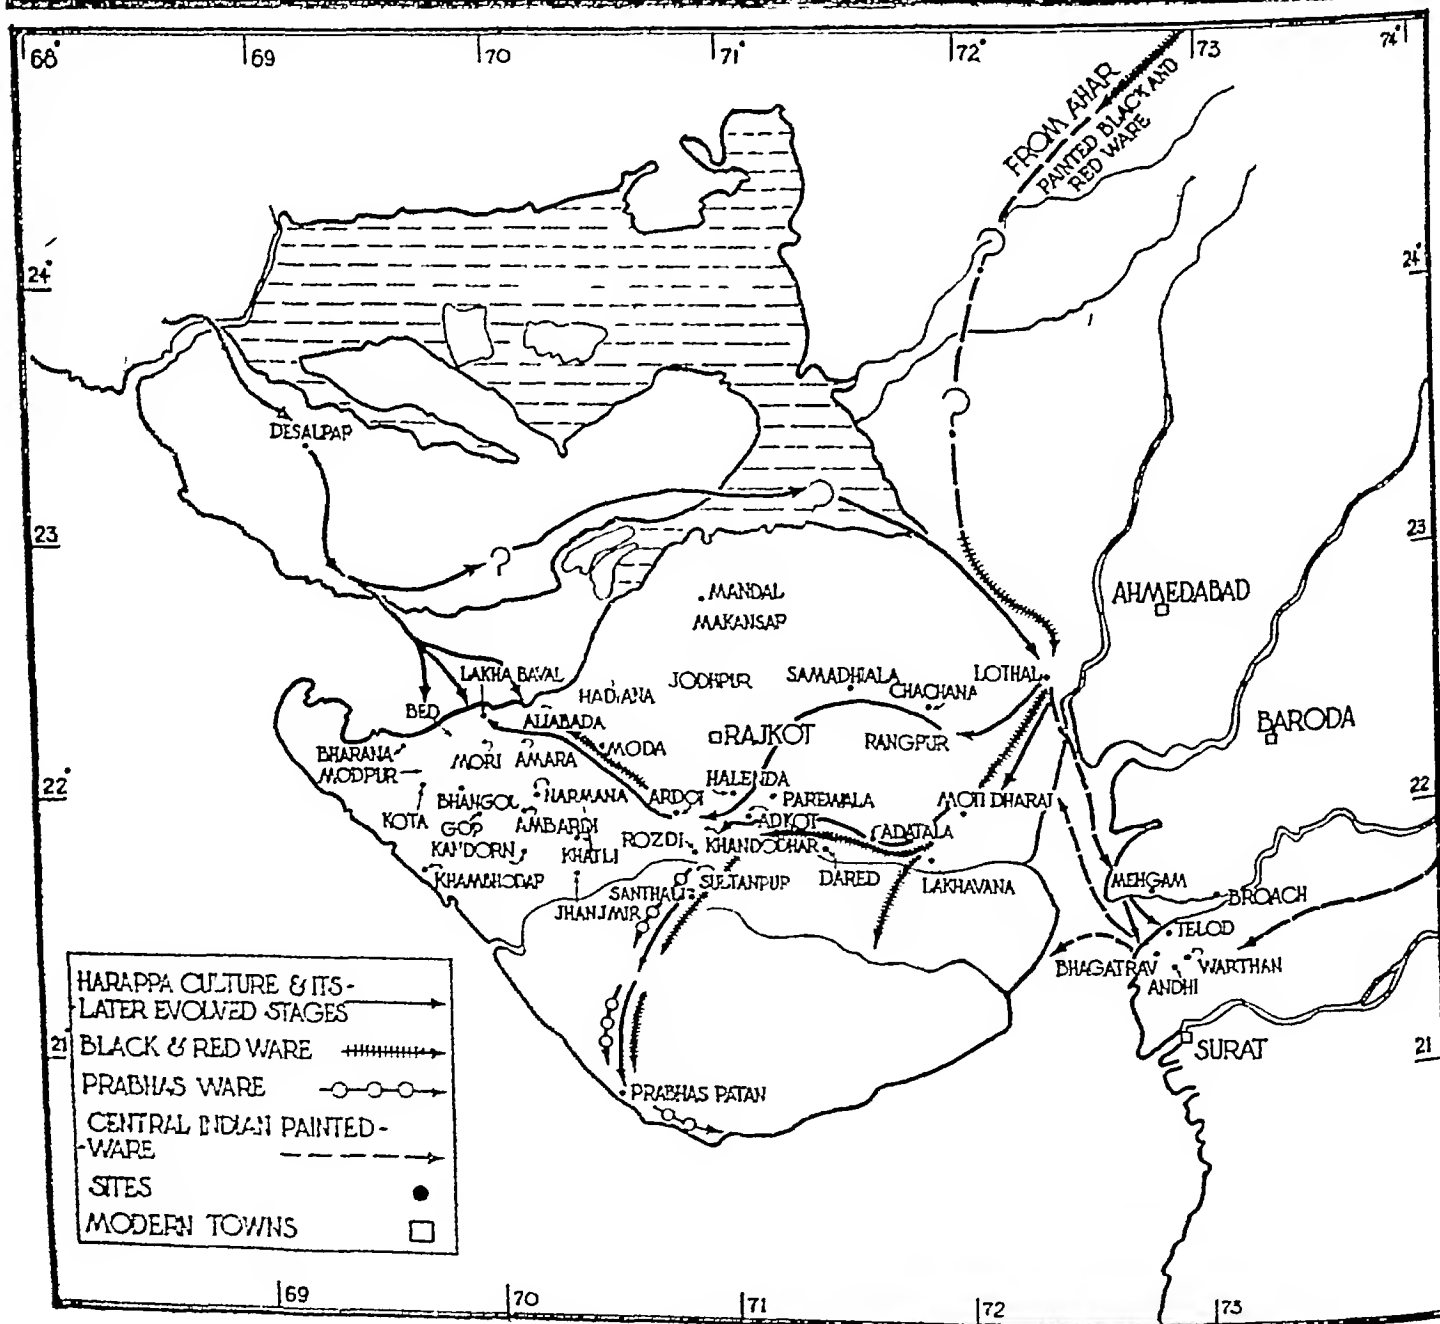 68°
69
70
71°
72°
73
74°
FROM AHAR
PAINTED BLACK AND
RED WARE
24°
24°
DESALPAR
23
23
?
MANDAL
MAKANSAR
AHMEDABAD
LAKHA BAVAL
HADIANA
JODHPUR
SAMADHIALA
CHACHANA
LOTHAL
BED
ALIABADA
RAJKOT
RANGPUR
BARODA
BHARANA
MODPUR
MORI
AMARA
MODA
22°
22
HALENDA
KOTA
BHANGOL
HARMANA
ARDOI
PAREWALA
MOTI DHARAI
GOP
AMBARDI
ADKOT
KANDORN
KHATLI
ROZDI
KHANDODHAR
ADATALA
KHAMBHODAR
SANTHALI
SULTANPUR
DARED
LAKHAVANA
MEHGAM
BROACH
JHANJMIR
TELOD
BHAGATRAV
WARTHAN
ANDHI
HARAPPA CULTURE & ITS-
LATER EVOLVED STAGES
BLACK & RED WARE
PRABHAS WARE
CENTRAL INDIAN PAINTED-
-WARE
SITES
MODERN TOWNS
21
SURAT
21
PRABHAS PATAN
69
70
71
72
73